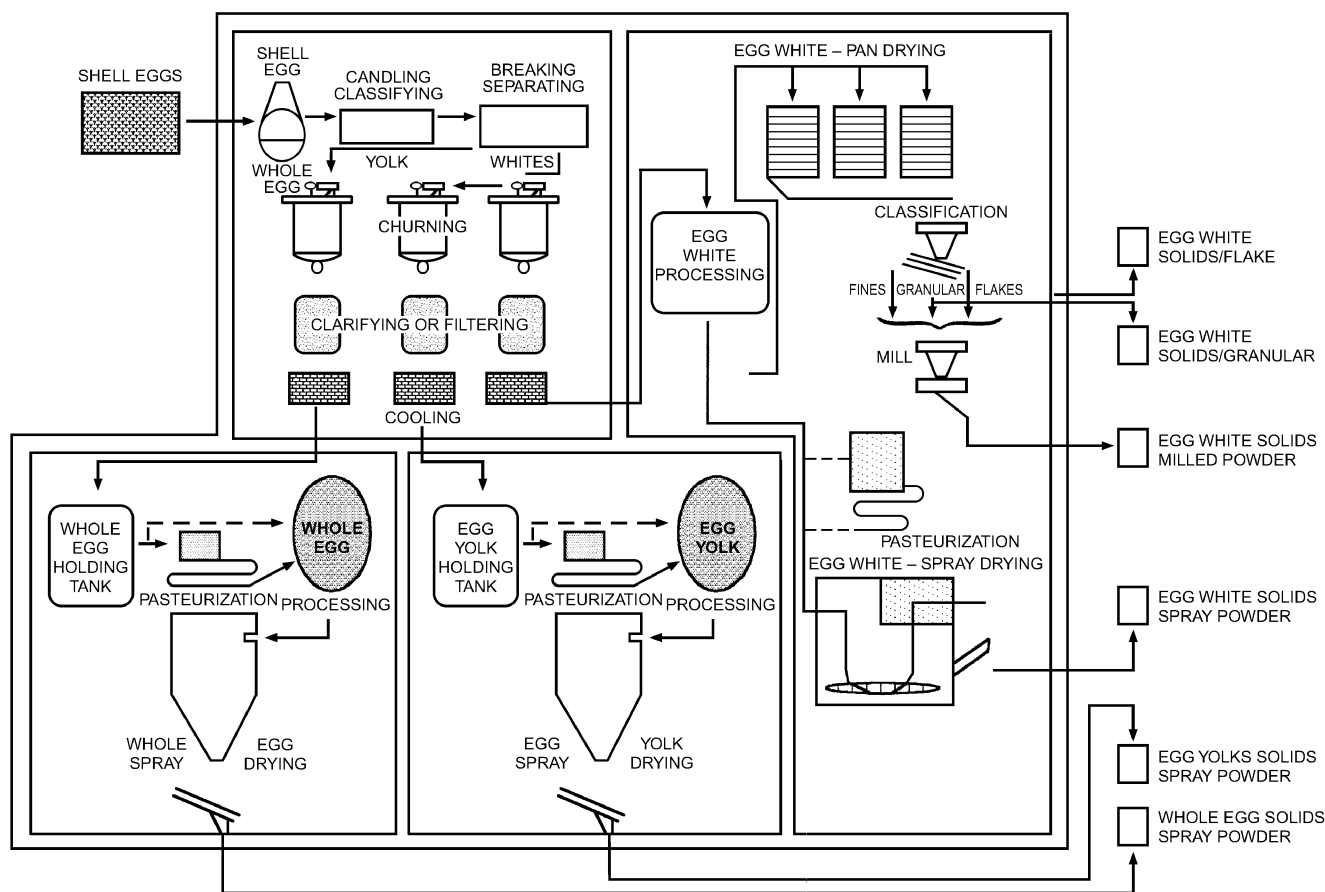 SHELL EGGS
SHELL
EGG
CANDLING
CLASSIFYING
BREAKING
SEPARATING
WHOLE
EGG
YOLK
WHITES
CHURNING
CLARIFYING OR FILTERING
COOLING
EGG WHITE – PAN DRYING
EGG
WHITE
PROCESSING
CLASSIFICATION
FINES
GRANULAR
FLAKES
MILL
PASTEURIZATION
EGG WHITE – SPRAY DRYING
WHOLE
EGG
HOLDING
TANK
WHOLE
EGG
PASTEURIZATION
PROCESSING
WHOLE
SPRAY
EGG
DRYING
EGG
YOLK
HOLDING
TANK
EGG
YOLK
PASTEURIZATION
PROCESSING
EGG
SPRAY
YOLK
DRYING
EGG WHITE
SOLIDS/FLAKE
EGG WHITE
SOLIDS/GRANULAR
EGG WHITE SOLIDS
MILLED POWDER
EGG WHITE SOLIDS
SPRAY POWDER
EGG YOLKS SOLIDS
SPRAY POWDER
WHOLE EGG SOLIDS
SPRAY POWDER